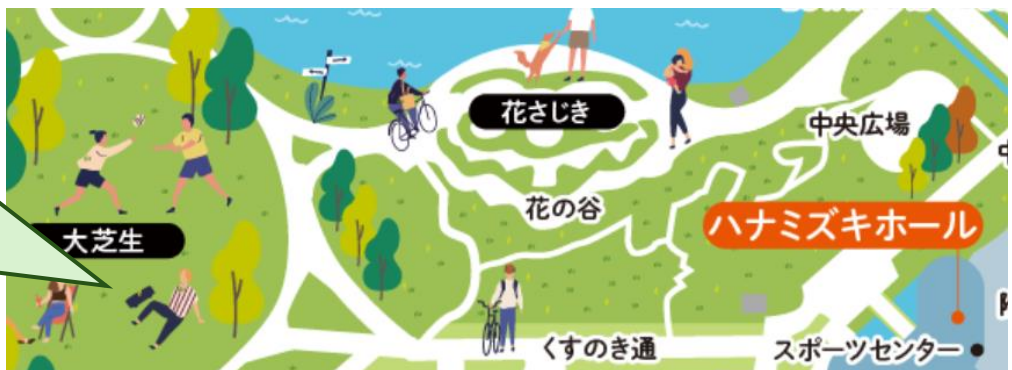 花さじき
中央広場
花の谷
ハナミズキホール
大芝生
くすのき通
スポーツセンター